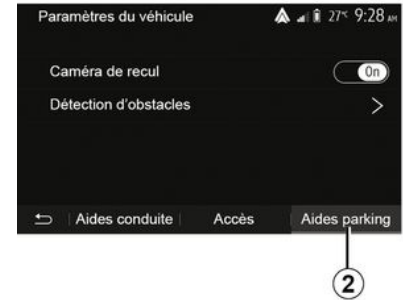 Paramètres du véhicule 27< 9:28 AM
Caméra de recul On
Détection d'obstacles
Aides conduite Accès Aides parking
2